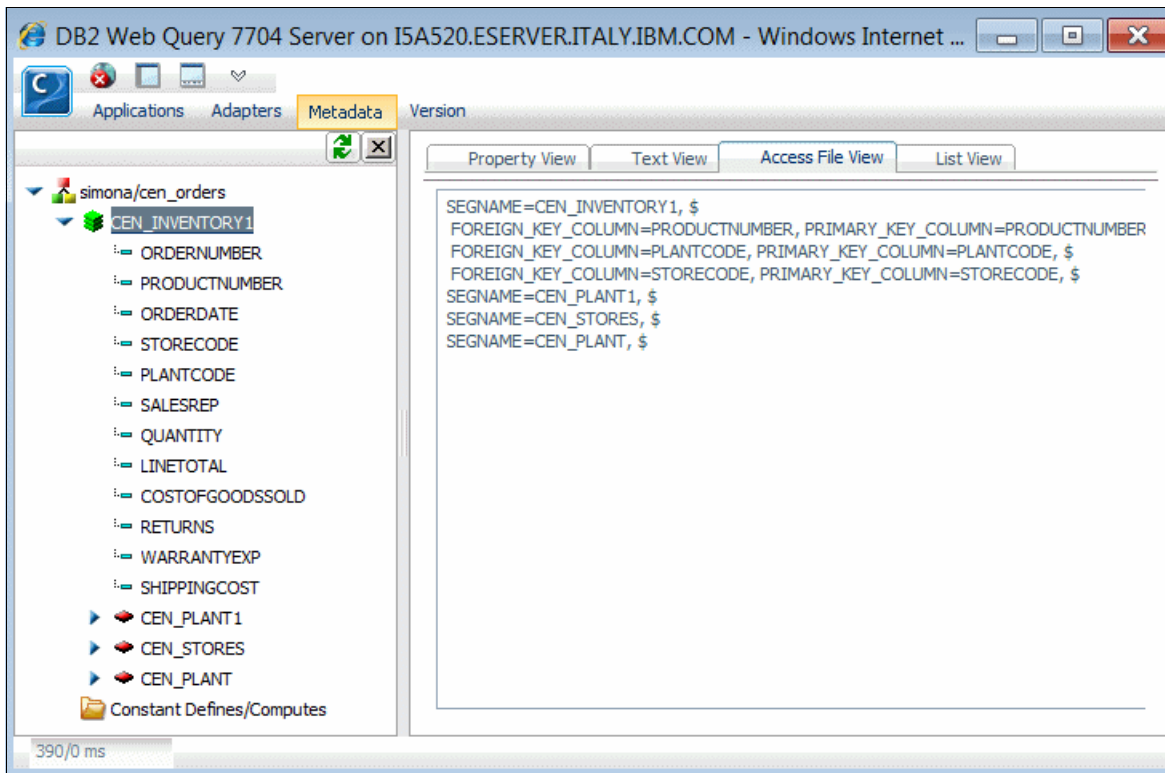 DB2 Web Query 7704 Server on I5A520.ESERVER.ITALY.IBM.COM - Windows Internet ...
Applications Adapters Metadata Version
Property View Text View Access File View List View
simona/cen_orders
CEN_INVENTORY1
ORDERNUMBER
PRODUCTNUMBER
ORDERDATE
STORECODE
PLANTCODE
SALESREP
QUANTITY
LINETOTAL
COSTOFGOODSSOLD
RETURNS
WARRANTYEXP
SHIPPINGCOST
CEN_PLANT1
CEN_STORES
CEN_PLANT
Constant Defines/Computes
SEGNAME=CEN_INVENTORY1, $
FOREIGN_KEY_COLUMN=PRODUCTNUMBER, PRIMARY_KEY_COLUMN=PRODUCTNUMBER
FOREIGN_KEY_COLUMN=PLANTCODE, PRIMARY_KEY_COLUMN=PLANTCODE, $
FOREIGN_KEY_COLUMN=STORECODE, PRIMARY_KEY_COLUMN=STORECODE, $
SEGNAME=CEN_PLANT1, $
SEGNAME=CEN_STORES, $
SEGNAME=CEN_PLANT, $
390/0 ms